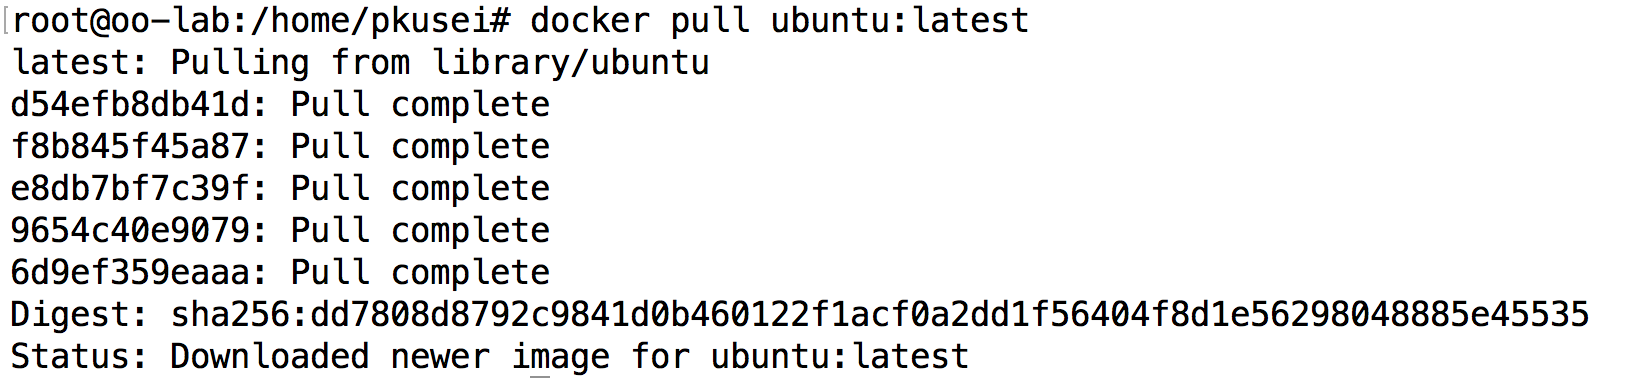 root@oo-lab:/home/pkusei# docker pull ubuntu:latest
latest: Pulling from library/ubuntu
d54efb8db41d: Pull complete
f8b845f45a87: Pull complete
e8db7bf7c39f: Pull complete
9654c40e9079: Pull complete
6d9ef359eaaa: Pull complete
Digest: sha256:dd7808d8792c9841d0b460122f1acf0a2dd1f56404f8d1e56298048885e45535
Status: Downloaded newer image for ubuntu:latest